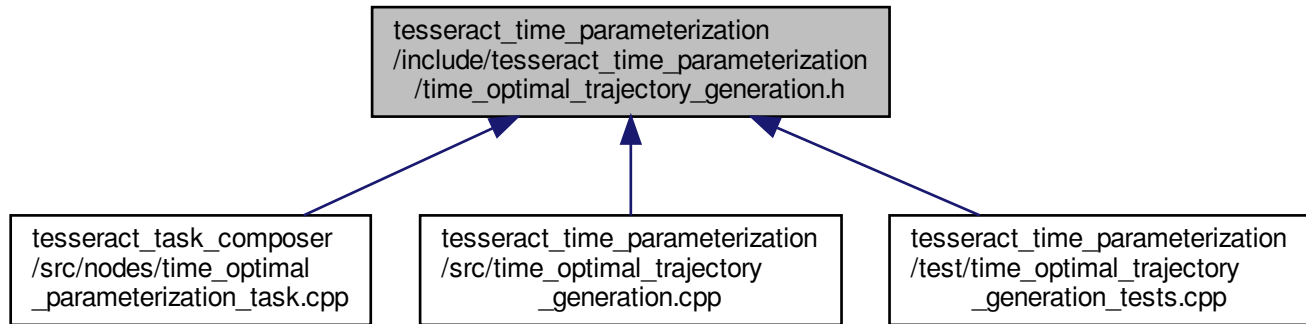 tesseract_time_parameterization
/include/tesseract_time_parameterization
/time_optimal_trajectory_generation.h
tesseract_task_composer
/src/nodes/time_optimal
_parameterization_task.cpp
tesseract_time_parameterization
/src/time_optimal_trajectory
_generation.cpp
tesseract_time_parameterization
/test/time_optimal_trajectory
_generation_tests.cpp